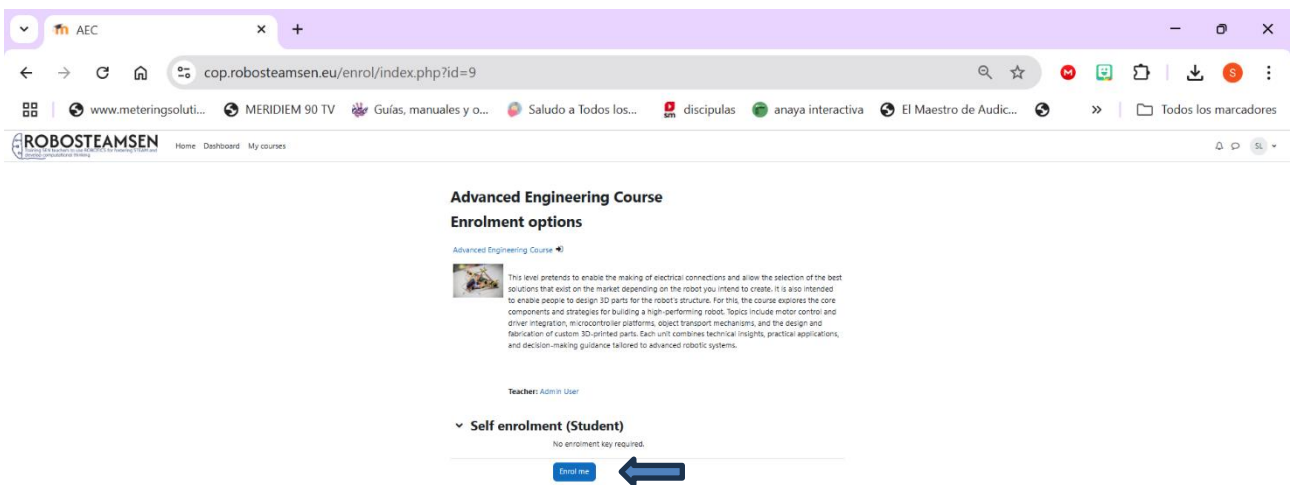 AEC
cop.robosteamsen.eu/enrol/index.php?id=9
www.meteringsoluti... MERIDIEM 90 TV Guías, manuales y o... Saludo a Todos los... discipulas anaya interactiva El Maestro de Audic... » Todos los marcadores
ROBOSTEAMSEN Home Dashboard My courses SL
Advanced Engineering Course
Enrolment options
Advanced Engineering Course
This level pretends to enable the making of electrical connections and allow the selection of the best
solutions that exist on the market depending on the robot you intend to create. It is also intended
to enable people to design 3D parts for the robot's structure. For this, the course explores the core
components and strategies for building a high-performing robot. Topics include motor control and
driver integration, microcontroller platforms, object transport mechanisms, and the design and
fabrication of custom 3D-printed parts. Each unit combines technical insights, practical applications,
and decision-making guidance tailored to advanced robotic systems.
Teacher: Admin User
Self enrolment (Student)
No enrolment key required.
Enrol me